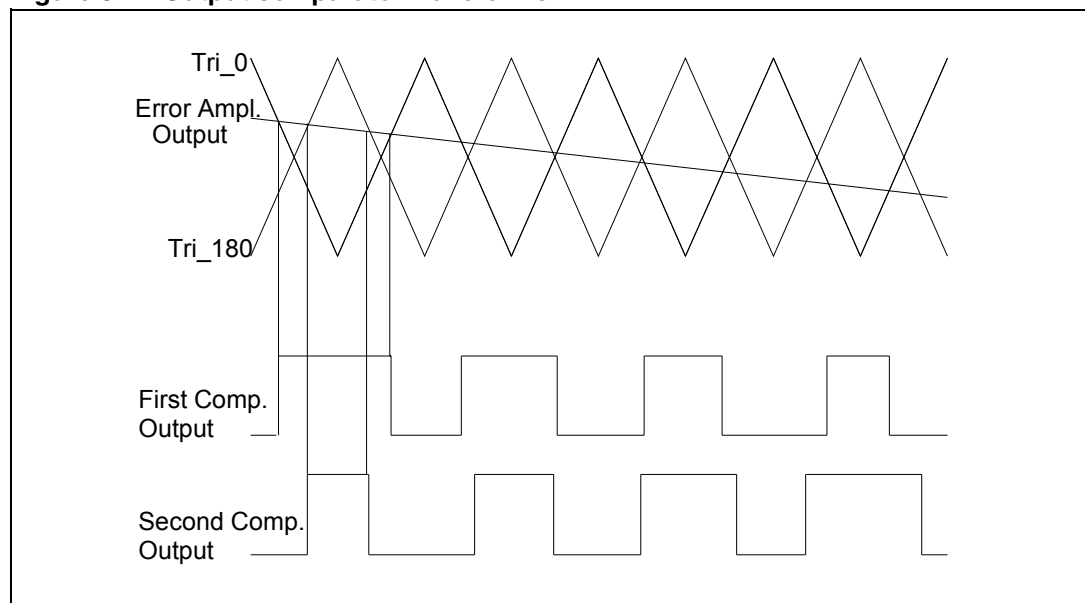 Tri_0
Error Ampl.
Output
Tri_180
First Comp.
Output
Second Comp.
Output